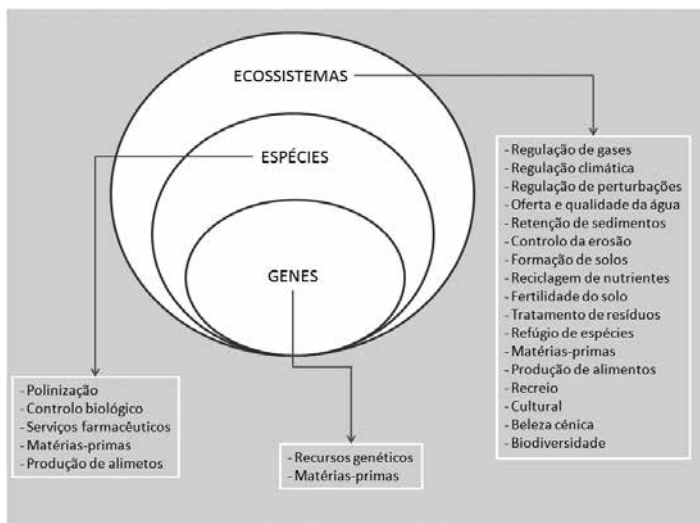 ECOSSISTEMAS
ESPÉCIES
GENES
- Regulação de gases
- Regulação climática
- Regulação de perturbações
- Oferta e qualidade da água
- Retenção de sedimentos
- Controlo da erosão
- Formação de solos
- Reciclagem de nutrientes
- Fertilidade do solo
- Tratamento de resíduos
- Refúgio de espécies
- Matérias-primas
- Produção de alimentos
- Recreio
- Cultural
- Beleza cénica
- Biodiversidade
- Polinização
- Controlo biológico
- Serviços farmacêuticos
- Matérias-primas
- Produção de alimetos
- Recursos genéticos
- Matérias-primas